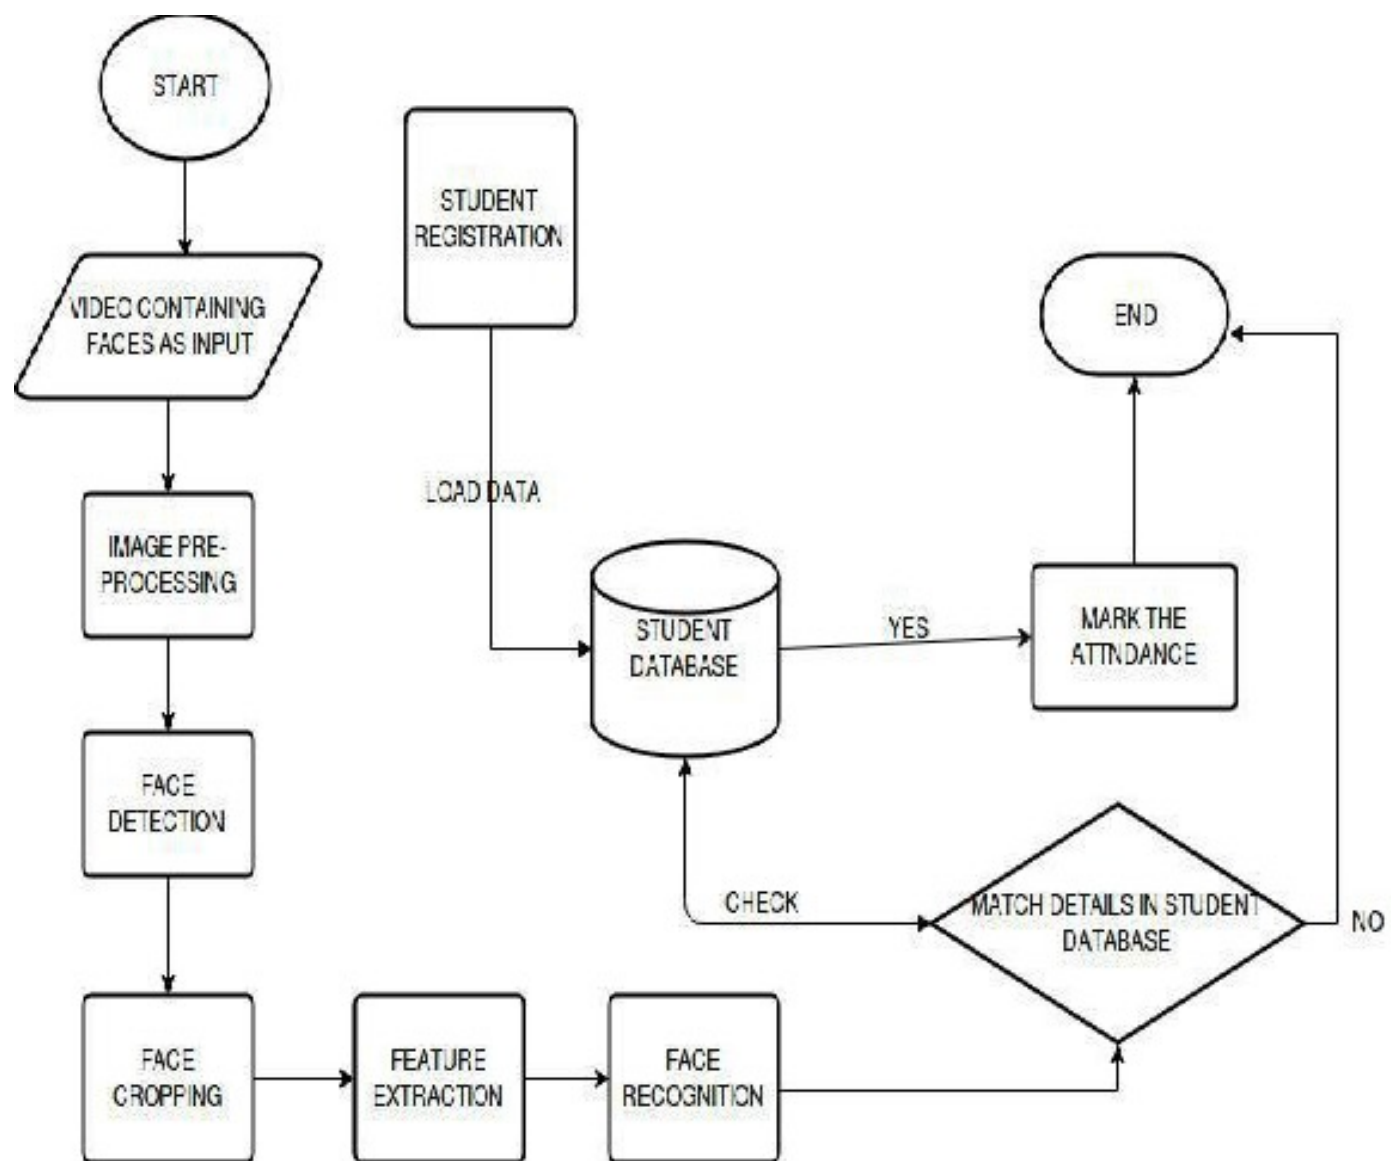 START
VIDEO CONTAINING
FACES AS INPUT
IMAGE PRE-
PROCESSING
FACE
DETECTION
FACE
CROPPING
FEATURE
EXTRACTION
FACE
RECOGNITION
MATCH DETAILS IN STUDENT
DATABASE
NO
CHECK
STUDENT
REGISTRATION
LOAD DATA
STUDENT
DATABASE
YES
MARK THE
ATTNDANCE
END